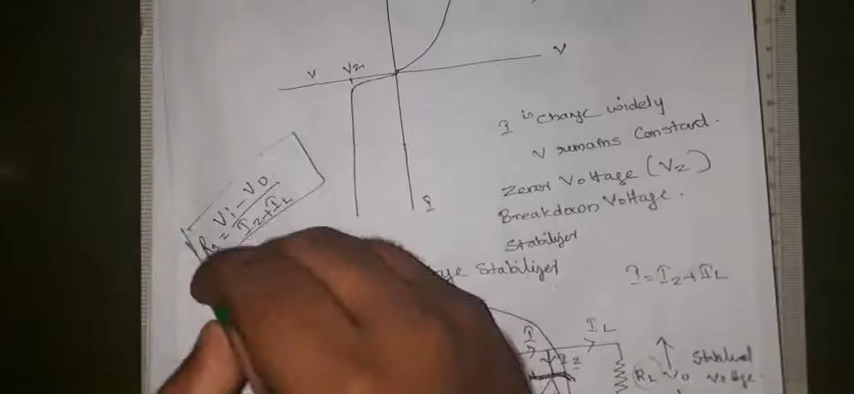 V
V
Vz
I is change widely
V remains Constant.
Zener Voltage (Vz)
Breakdown Voltage.
Stabilizer
I
Vi - V0
Rs = Iz+IL
Stabilizer
I = Iz+IL
I
IL
Iz
RL
V0
Voltage